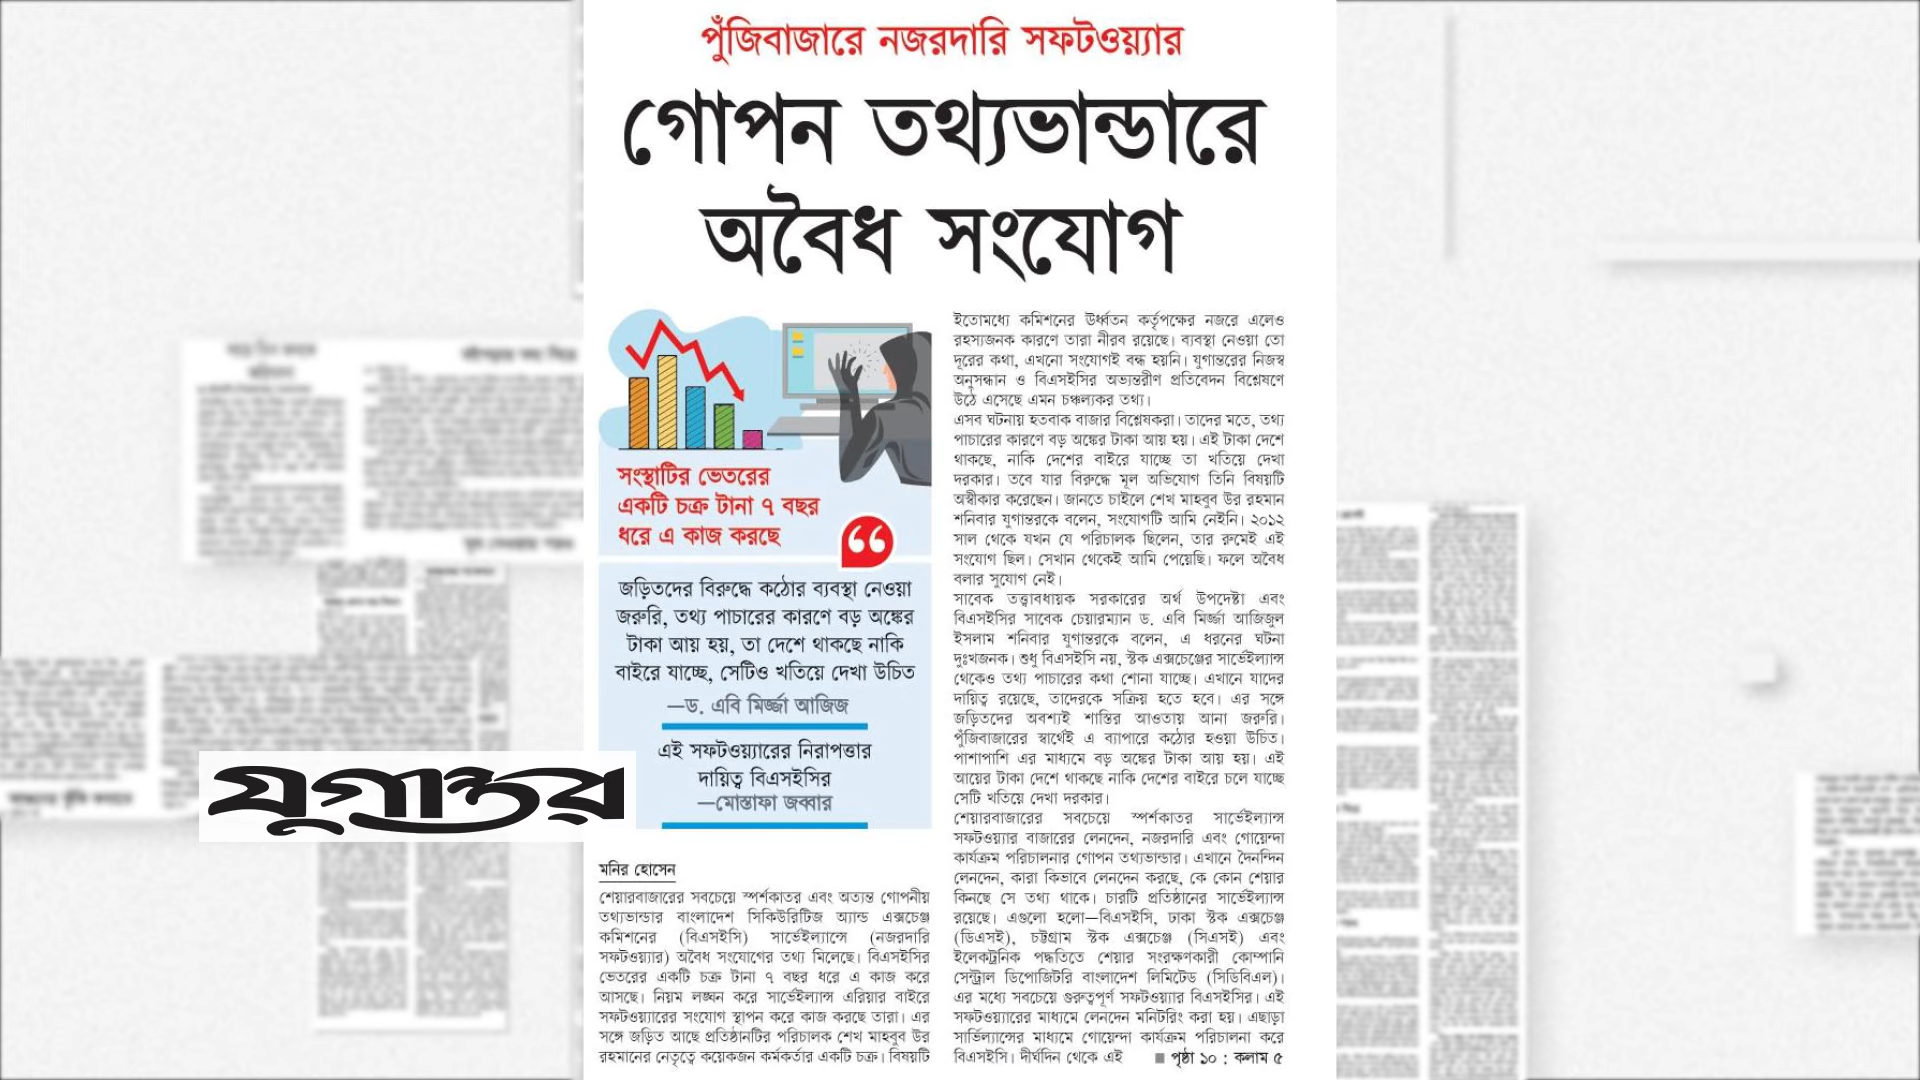 পুঁজিবাজারে নজরদারি সফটওয়্যার
গোপন তথ্যভান্ডারে
অবৈধ সংযোগ
সংস্থাটির ভেতরের
একটি চক্র টানা ৭ বছর
ধরে এ কাজ করছে
জড়িতদের বিরুদ্ধে কঠোর ব্যবস্থা নেওয়া
জরুরি, তথ্য পাচারের কারণে বড় অঙ্কের
টাকা আয় হয়, তা দেশে থাকছে নাকি
বাইরে যাচ্ছে, সেটিও খতিয়ে দেখা উচিত
—ড. এবি মির্জ্জা আজিজ
এই সফটওয়্যারের নিরাপত্তার
দায়িত্ব বিএসইসির
—মোস্তাফা জব্বার
যুগান্তর
মনির হোসেন
শেয়ারবাজারের সবচেয়ে স্পর্শকাতর এবং অত্যন্ত গোপনীয়
তথ্যভান্ডার বাংলাদেশ সিকিউরিটিজ অ্যান্ড এক্সচেঞ্জ
কমিশনের (বিএসইসি) সার্ভেইল্যান্সে (নজরদারি
সফটওয়্যার) অবৈধ সংযোগের তথ্য মিলেছে। বিএসইসির
ভেতরের একটি চক্র টানা ৭ বছর ধরে এ কাজ করে
আসছে। নিয়ম লঙ্ঘন করে সার্ভেইল্যান্স এরিয়ার বাইরে
সফটওয়্যারের সংযোগ স্থাপন করে কাজ করছে তারা। এর
সঙ্গে জড়িত আছে প্রতিষ্ঠানটির পরিচালক শেখ মাহবুব উর
রহমানের নেতৃত্বে কয়েকজন কর্মকর্তার একটি চক্র। বিষয়টি
ইতোমধ্যে কমিশনের উর্ধ্বতন কর্তৃপক্ষের নজরে এলেও
রহস্যজনক কারণে তারা নীরব রয়েছে। ব্যবস্থা নেওয়া তো
দূরের কথা, এখনো সংযোগই বন্ধ হয়নি। যুগান্তরের নিজস্ব
অনুসন্ধান ও বিএসইসির অভ্যন্তরীণ প্রতিবেদন বিশ্লেষণে
উঠে এসেছে এমন চঞ্চল্যকর তথ্য।
এসব ঘটনায় হতবাক বাজার বিশ্লেষকরা। তাদের মতে, তথ্য
পাচারের কারণে বড় অঙ্কের টাকা আয় হয়। এই টাকা দেশে
থাকছে, নাকি দেশের বাইরে যাচ্ছে তা খতিয়ে দেখা
দরকার। তবে যার বিরুদ্ধে মূল অভিযোগ তিনি বিষয়টি
অস্বীকার করেছেন। জানতে চাইলে শেখ মাহবুব উর রহমান
শনিবার যুগান্তরকে বলেন, সংযোগটি আমি নেইনি। ২০১২
সাল থেকে যখন যে পরিচালক ছিলেন, তার রুমেই এই
সংযোগ ছিল। সেখান থেকেই আমি পেয়েছি। ফলে অবৈধ
বলার সুযোগ নেই।
সাবেক তত্ত্বাবধায়ক সরকারের অর্থ উপদেষ্টা এবং
বিএসইসির সাবেক চেয়ারম্যান ড. এবি মির্জ্জা আজিজুল
ইসলাম শনিবার যুগান্তরকে বলেন, এ ধরনের ঘটনা
দুঃখজনক। শুধু বিএসইসি নয়, স্টক এক্সচেঞ্জের সার্ভেইল্যান্স
থেকেও তথ্য পাচারের কথা শোনা যাচ্ছে। এখানে যাদের
দায়িত্ব রয়েছে, তাদেরকে সক্রিয় হতে হবে। এর সঙ্গে
জড়িতদের অবশ্যই শাস্তির আওতায় আনা জরুরি।
পুঁজিবাজারের স্বার্থেই এ ব্যাপারে কঠোর হওয়া উচিত।
পাশাপাশি এর মাধ্যমে বড় অঙ্কের টাকা আয় হয়। এই
আয়ের টাকা দেশে থাকছে নাকি দেশের বাইরে চলে যাচ্ছে
সেটি খতিয়ে দেখা দরকার।
শেয়ারবাজারের সবচেয়ে স্পর্শকাতর সার্ভেইল্যান্স
সফটওয়্যার বাজারের লেনদেন, নজরদারি এবং গোয়েন্দা
কার্যক্রম পরিচালনার গোপন তথ্যভান্ডার। এখানে দৈনন্দিন
লেনদেন, কারা কিভাবে লেনদেন করছে, কে কোন শেয়ার
কিনছে সে তথ্য থাকে। চারটি প্রতিষ্ঠানের সার্ভেইল্যান্স
রয়েছে। এগুলো হলো—বিএসইসি, ঢাকা স্টক এক্সচেঞ্জ
(ডিএসই), চট্টগ্রাম স্টক এক্সচেঞ্জ (সিএসই) এবং
ইলেকট্রনিক পদ্ধতিতে শেয়ার সংরক্ষণকারী কোম্পানি
সেন্ট্রাল ডিপোজিটরি বাংলাদেশ লিমিটেড (সিডিবিএল)।
এর মধ্যে সবচেয়ে গুরুত্বপূর্ণ সফটওয়্যার বিএসইসির। এই
সফটওয়্যারের মাধ্যমে লেনদেন মনিটরিং করা হয়। এছাড়া
সার্ভিল্যান্সের মাধ্যমে গোয়েন্দা কার্যক্রম পরিচালনা করে
বিএসইসি। দীর্ঘদিন থেকে এই ■ পৃষ্ঠা ১০ : কলাম ৫